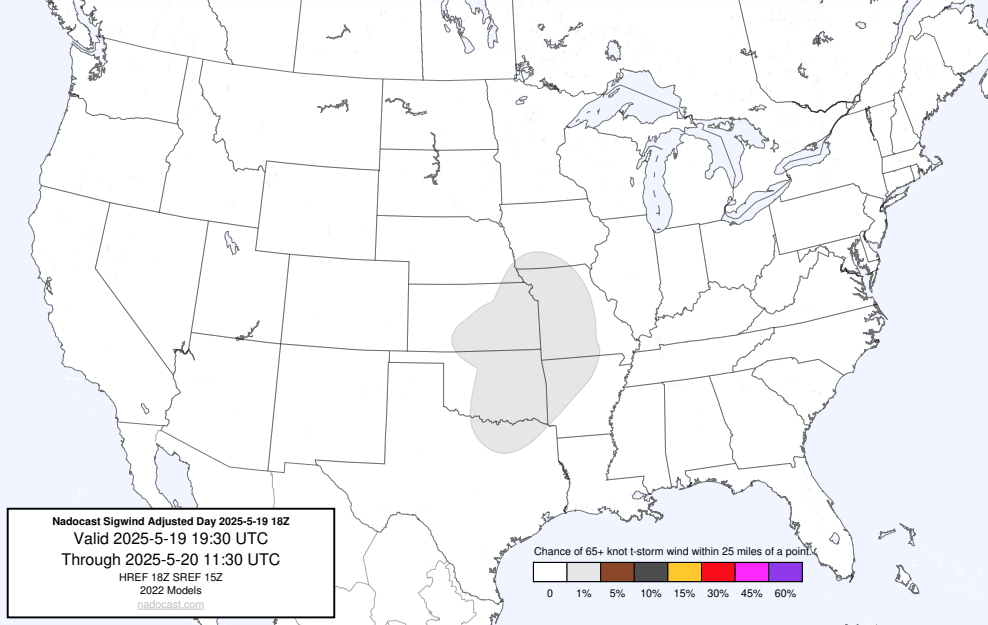 Nadocast Sigwind Adjusted Day 2025-5-19 18Z
Valid 2025-5-19 19:30 UTC
Through 2025-5-20 11:30 UTC
HREF 18Z SREF 15Z
2022 Models
nadocast.com
Chance of 65+ knot t-storm wind within 25 miles of a point.
0 1% 5% 10% 15% 30% 45% 60%